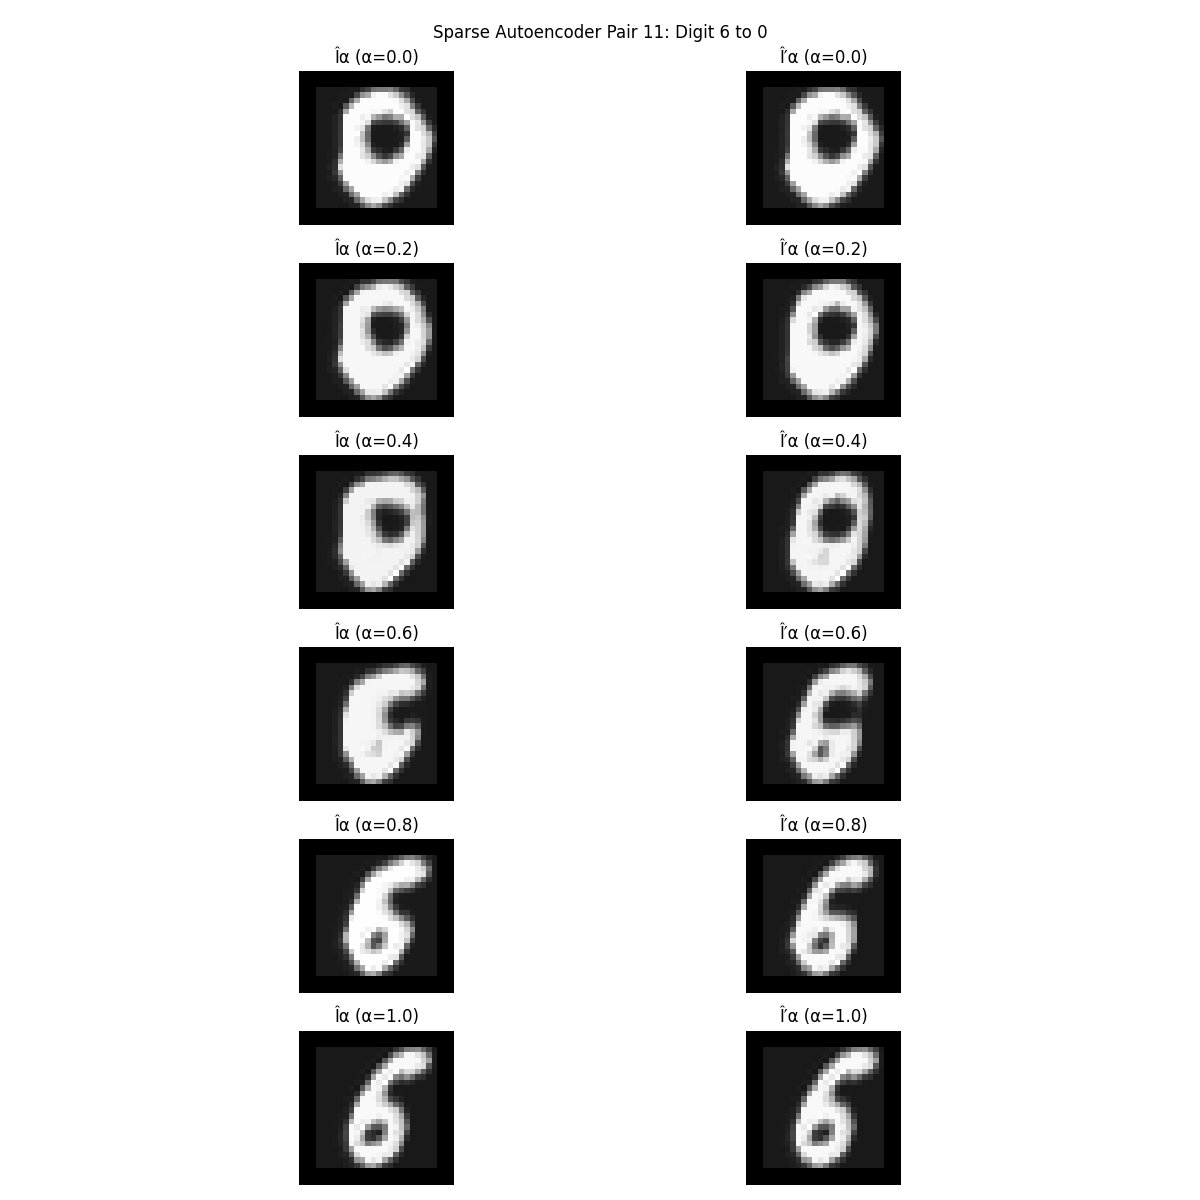 Sparse Autoencoder Pair 11: Digit 6 to 0
Îα (α=0.0) Î′α (α=0.0)
Îα (α=0.2) Î′α (α=0.2)
Îα (α=0.4) Î′α (α=0.4)
Îα (α=0.6) Î′α (α=0.6)
Îα (α=0.8) Î′α (α=0.8)
Îα (α=1.0) Î′α (α=1.0)